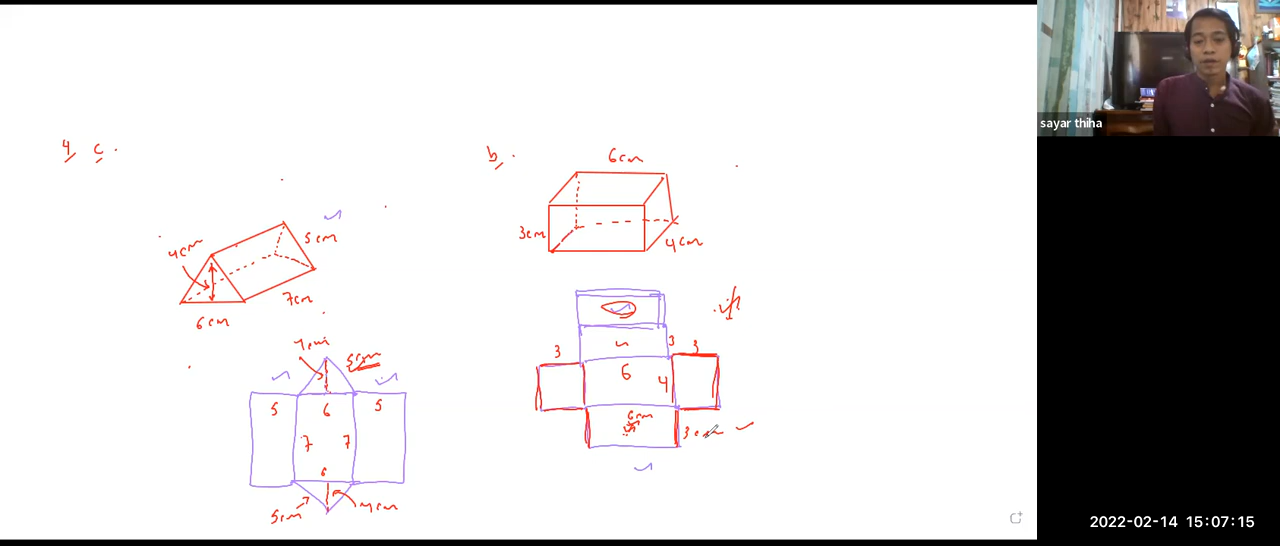 4 c.
4cm
5cm
7cm
6cm
4cm
5cm
5 6 5
7 7
6
5cm
4cm
b.
6cm
3cm
4cm
3 3 3
6 4
6cm
3cm
sayar thiha
2022-02-14 15:07:15